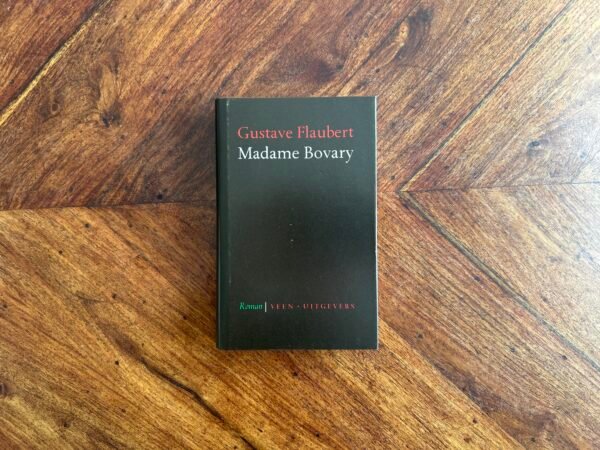 Gustave Flaubert
Madame Bovary
Roman | VEEN • UITGEVERS